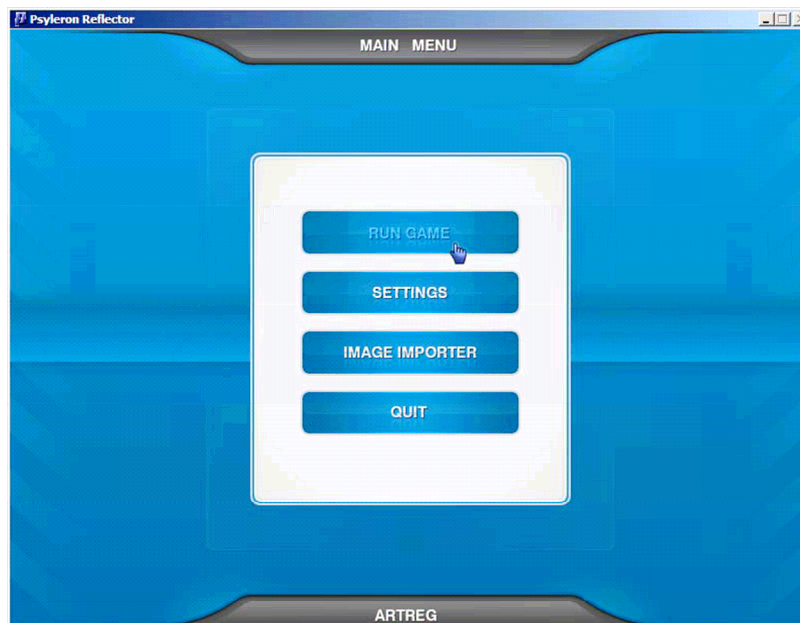 Psyleron Reflector
MAIN MENU
RUN GAME
SETTINGS
IMAGE IMPORTER
QUIT
ARTREG